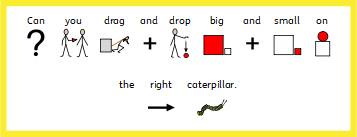 Can you drag and drop big and small on
the right caterpillar.